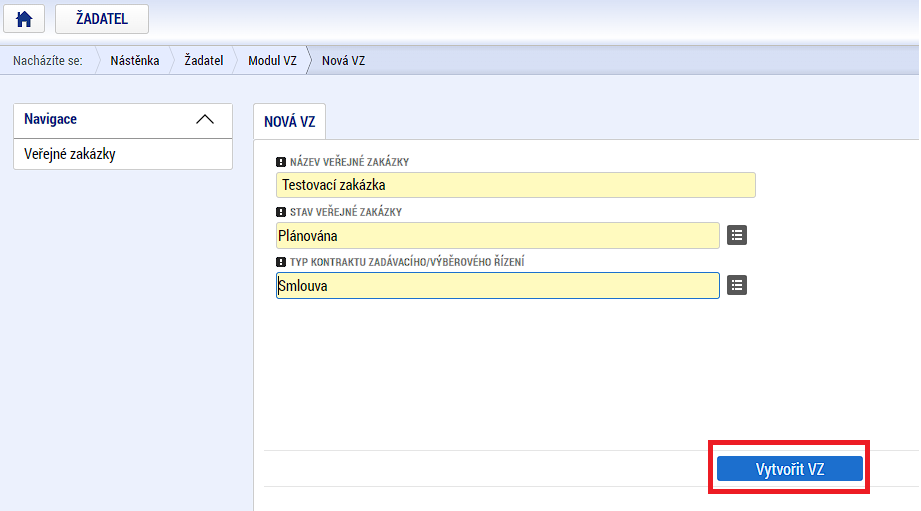 ŽADATEL
Nacházíte se: Nástěnka Žadatel Modul VZ Nová VZ
Navigace
Veřejné zakázky
NOVÁ VZ
NÁZEV VEŘEJNÉ ZAKÁZKY
Testovací zakázka
STAV VEŘEJNÉ ZAKÁZKY
Plánována
TYP KONTRAKTU ZADÁVACÍHO/VÝBĚROVÉHO ŘÍZENÍ
Smlouva
Vytvořit VZ